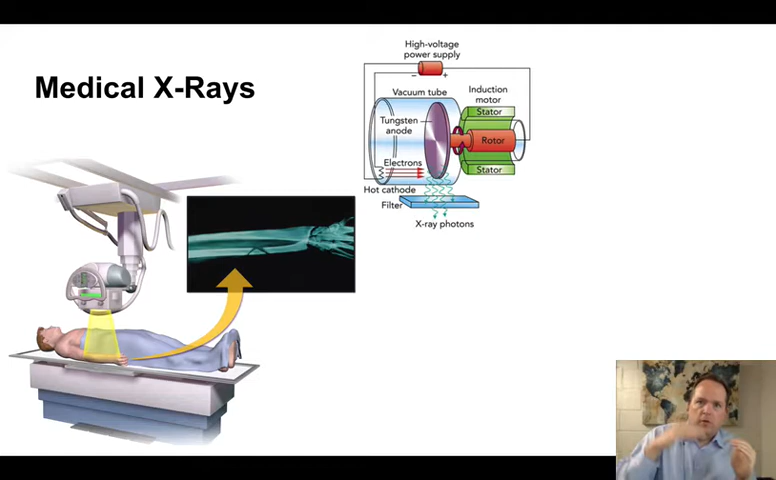 Medical X-Rays
High-voltage
power supply
− +
Vacuum tube
Induction
motor
Stator
Tungsten
anode
Rotor
Electrons
Stator
Hot cathode
Filter
X-ray photons